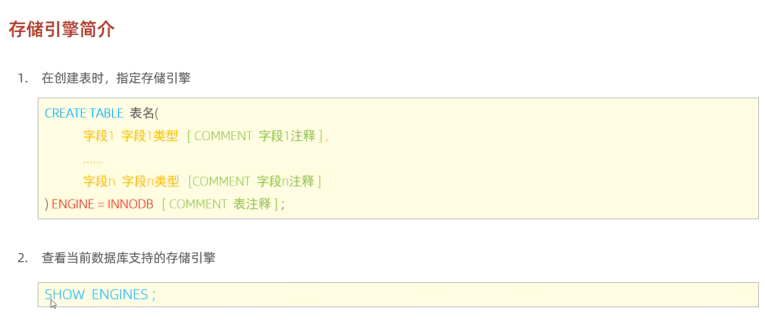 存储引擎简介
1. 在创建表时，指定存储引擎
CREATE TABLE 表名(
字段1 字段1类型 [ COMMENT 字段1注释 ] ,
......
字段n 字段n类型 [COMMENT 字段n注释 ]
) ENGINE = INNODB [ COMMENT 表注释 ] ;
2. 查看当前数据库支持的存储引擎
SHOW ENGINES ;